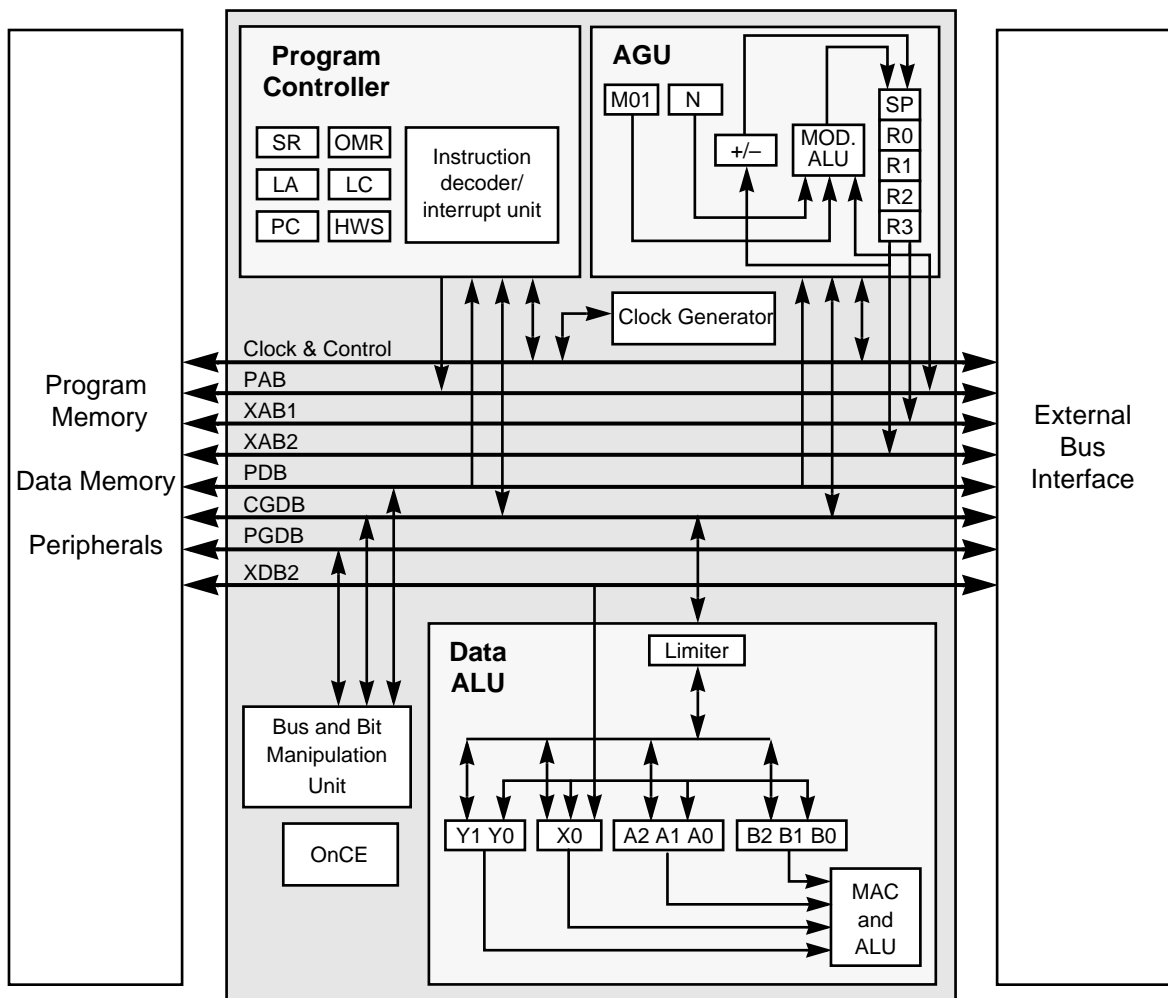 Program
Controller
SR
OMR
LA
LC
PC
HWS
Instruction
decoder/
interrupt unit
AGU
M01
N
+/–
MOD.
ALU
SP
R0
R1
R2
R3
Clock Generator
Clock & Control
PAB
XAB1
XAB2
PDB
CGDB
PGDB
XDB2
Program
Memory
Data Memory
Peripherals
External
Bus
Interface
Data
ALU
Limiter
Bus and Bit
Manipulation
Unit
OnCE
Y1 Y0
X0
A2 A1 A0
B2 B1 B0
MAC
and
ALU